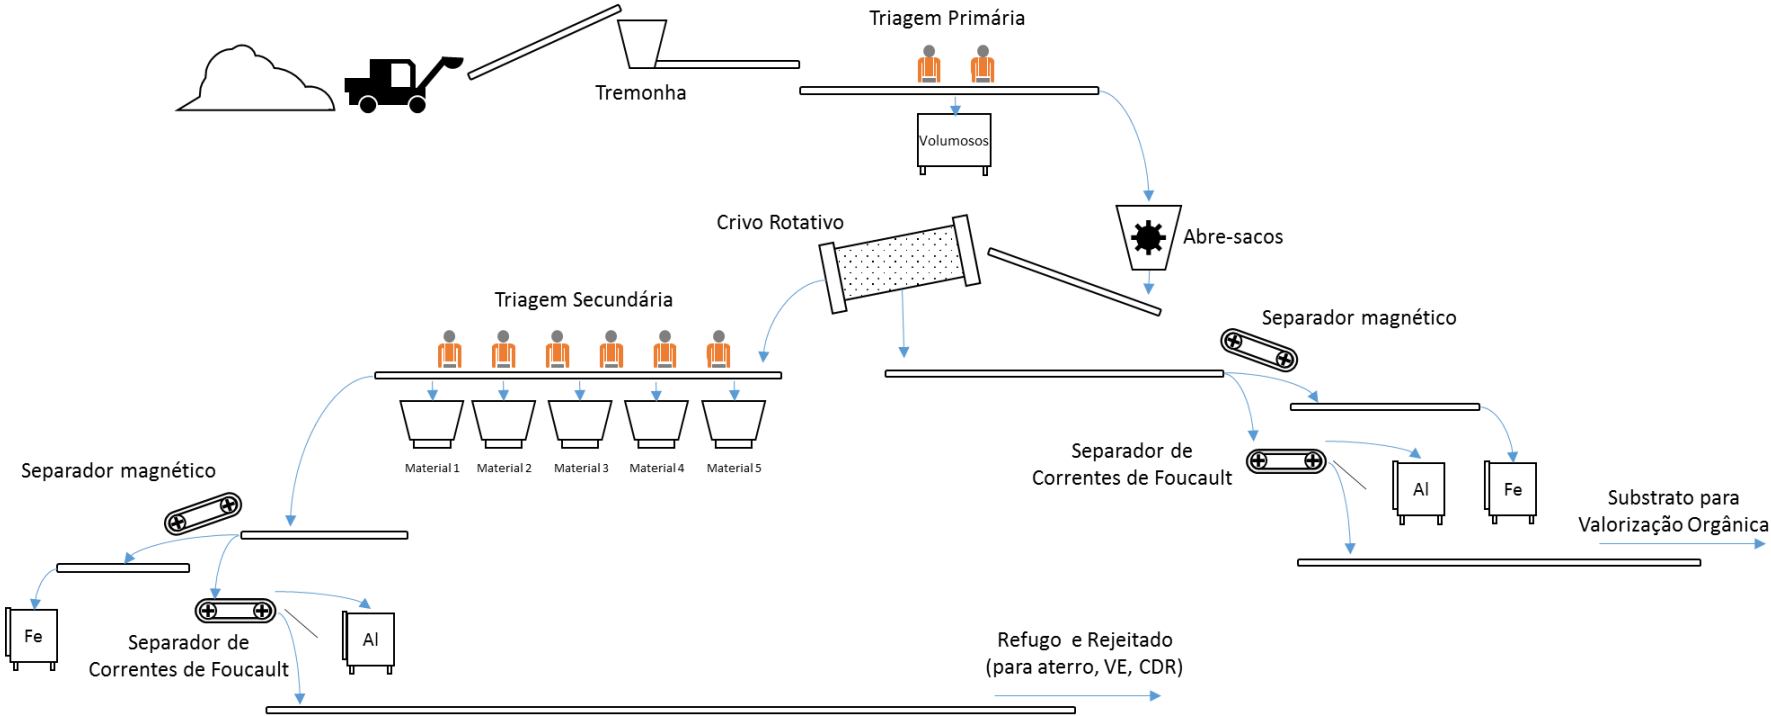 Triagem Primária
Tremonha
Volumosos
Crivo Rotativo
Abre-sacos
Triagem Secundária
Separador magnético
Material 1
Material 2
Material 3
Material 4
Material 5
Separador de
Correntes de Foucault
Al
Fe
Substrato para
Valorização Orgânica
Separador magnético
Fe
Separador de
Correntes de Foucault
Al
Refugo e Rejeitado
(para aterro, VE, CDR)